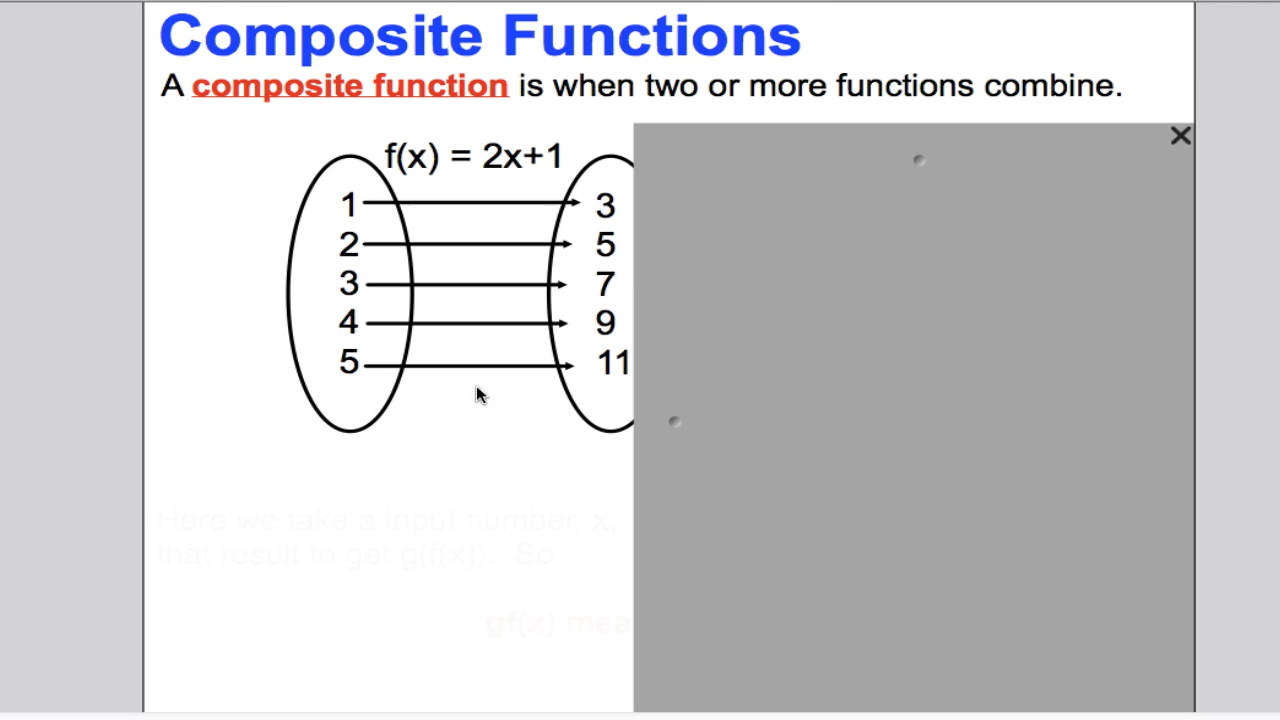 Composite Functions
A composite function is when two or more functions combine.
f(x) = 2x+1
1 3
2 5
3 7
4 9
5 11
Here we take a input number, x,
that result to get g(f(x)). So
gf(x) mea